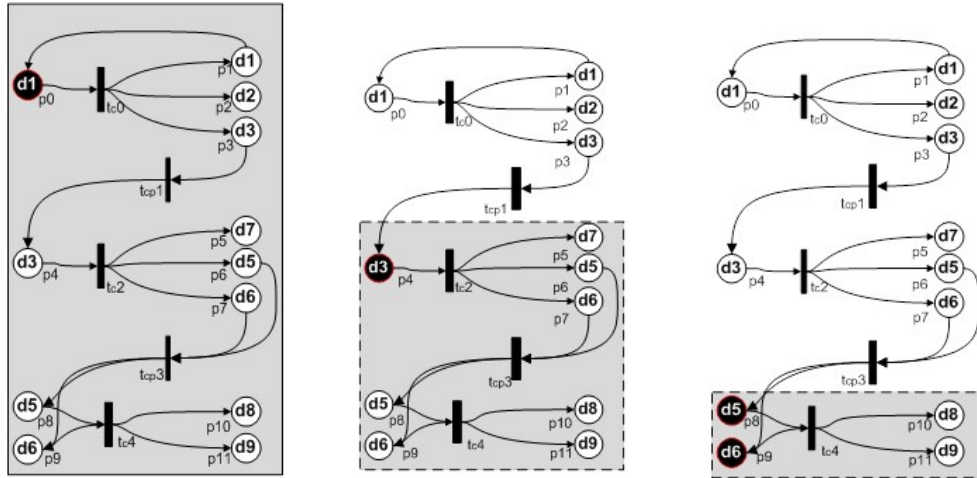 d1
p0
tc0
d1
p1
d2
p2
d3
p3
tcp1
d3
p4
tc2
d7
p5
d5
p6
d6
p7
tcp3
d5
p8
d6
p9
tc4
d8
p10
d9
p11
d1
p0
tc0
d1
p1
d2
p2
d3
p3
tcp1
d3
p4
tc2
d7
p5
d5
p6
d6
p7
tcp3
d5
p8
d6
p9
tc4
d8
p10
d9
p11
d1
p0
tc0
d1
p1
d2
p2
d3
p3
tcp1
d3
p4
tc2
d7
p5
d5
p6
d6
p7
tcp3
d5
p8
d6
p9
tc4
d8
p10
d9
p11